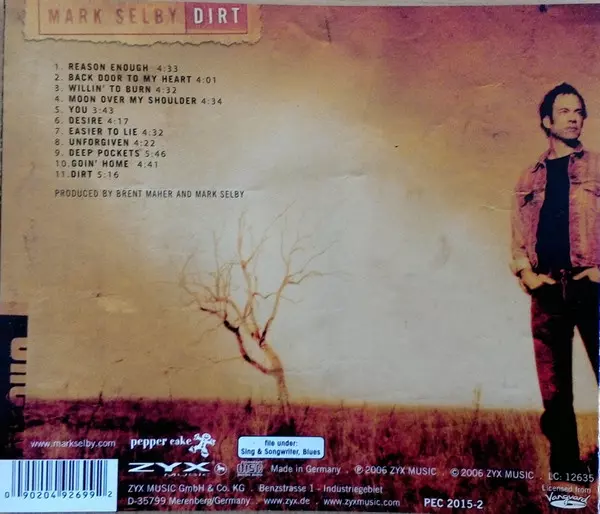 MARK SELBY DIRT
1. REASON ENOUGH 4:33
2. BACK DOOR TO MY HEART 4:01
3. WILLIN' TO BURN 4:32
4. MOON OVER MY SHOULDER 4:34
5. YOU 3:43
6. DESIRE 4:17
7. EASIER TO LIE 4:32
8. UNFORGIVEN 4:22
9. DEEP POCKETS 5:46
10. GOIN' HOME 4:41
11. DIRT 5:16
PRODUCED BY BRENT MAHER AND MARK SELBY
www.markselby.com
pepper cake
file under:
Sing & Songwriter, Blues
ZYX
MUSIC
Made in Germany
℗ 2006 ZYX MUSIC
© 2006 ZYX MUSIC
LC: 12635
Licensed from
Vanguard
ZYX MUSIC GmbH & Co. KG . Benzstrasse 1 - Industriegebiet
D-35799 Merenberg/Germany . www.zyx.de . www.zyxmusic.com
PEC 2015-2
0 90204 92699 2